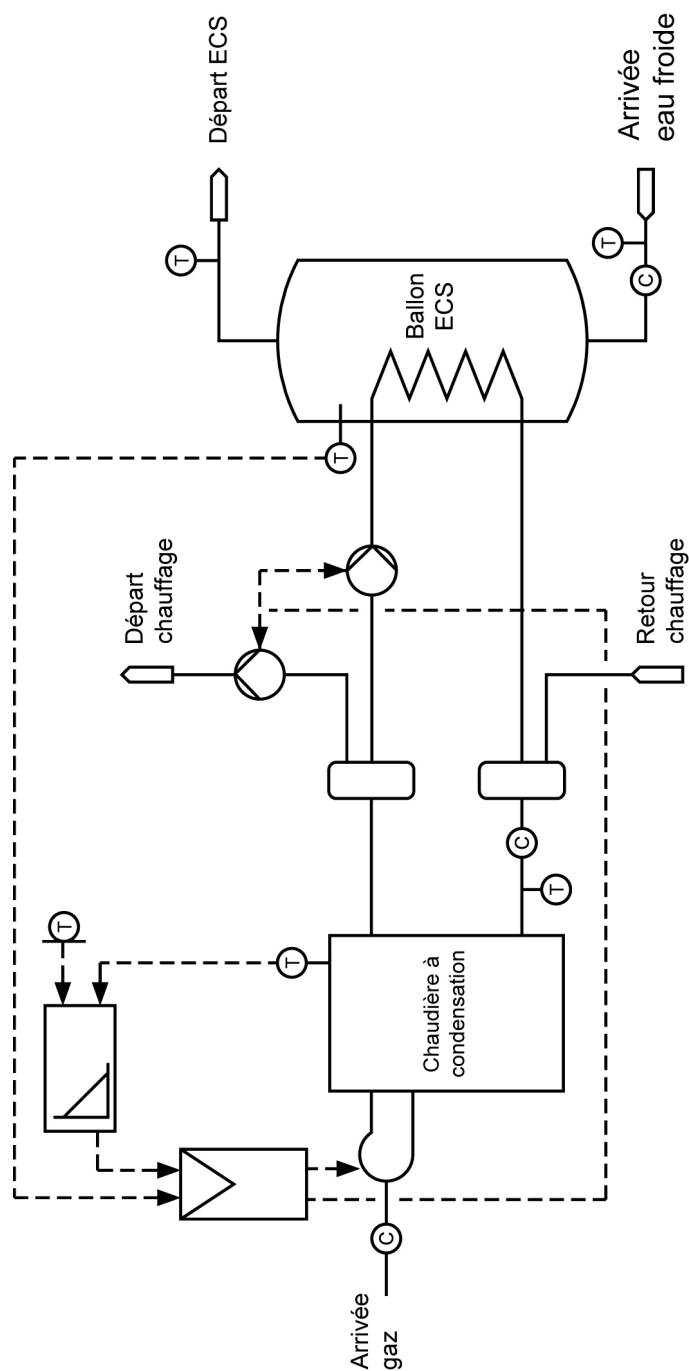 Départ ECS
Arrivée
eau froide
T
T
C
Ballon
ECS
T
Départ
chauffage
Retour
chauffage
T
C
T
T
Chaudière à
condensation
C
Arrivée
gaz